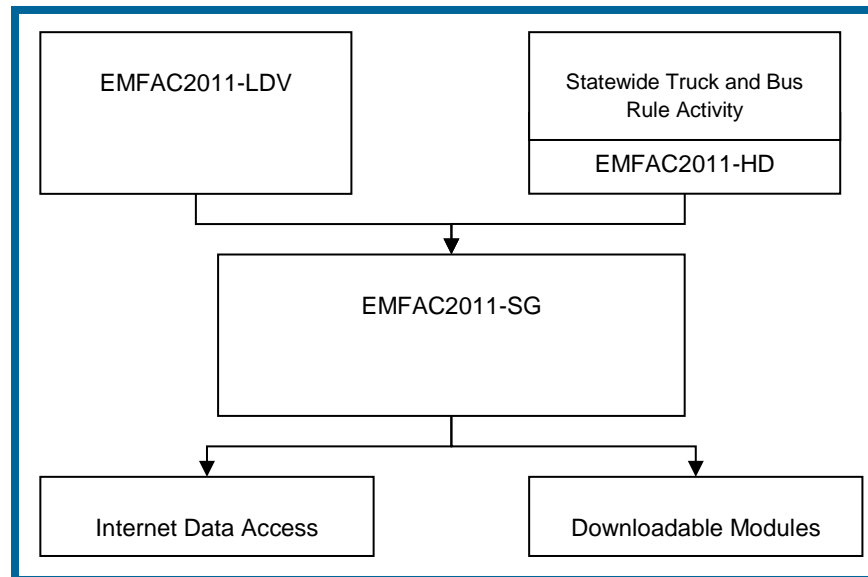 EMFAC2011-LDV
Statewide Truck and Bus
Rule Activity
EMFAC2011-HD
EMFAC2011-SG
Internet Data Access
Downloadable Modules